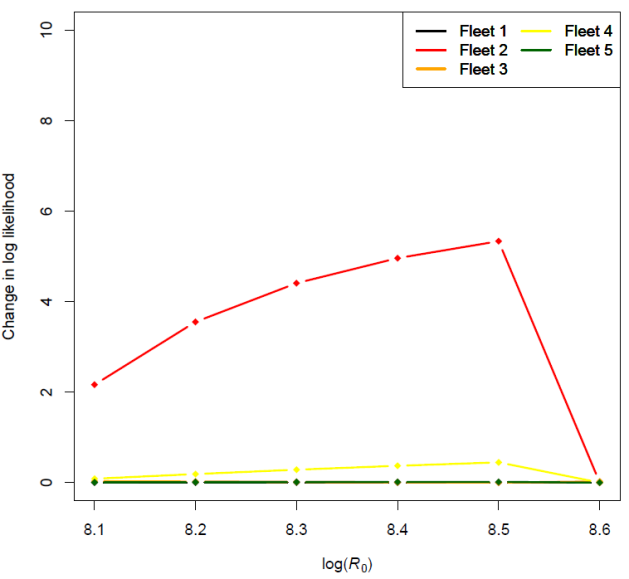 Fleet 1 Fleet 4
Fleet 2 Fleet 5
Fleet 3
Change in log likelihood
10
8
6
4
2
0
8.1 8.2 8.3 8.4 8.5 8.6
log(R₀)